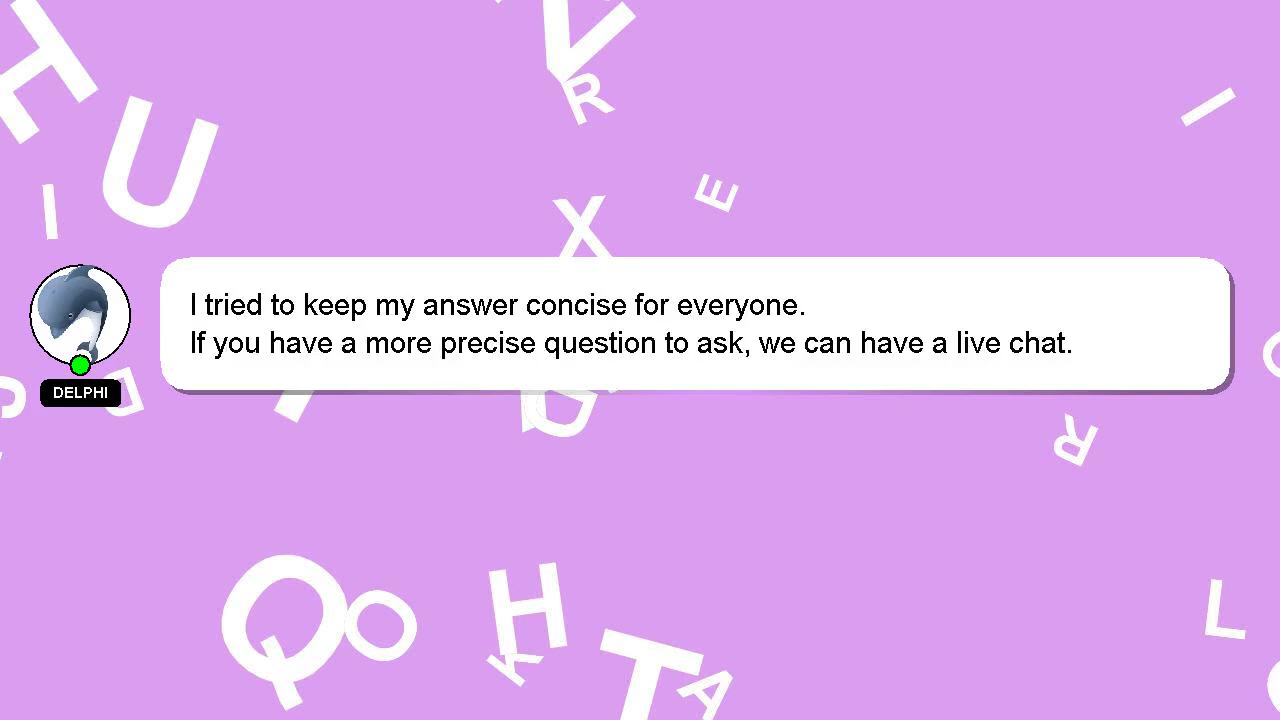 I tried to keep my answer concise for everyone.
If you have a more precise question to ask, we can have a live chat.
DELPHI
H
U
I
V
R
E
X
I
D
R
Q
O
H
K
T
A
L